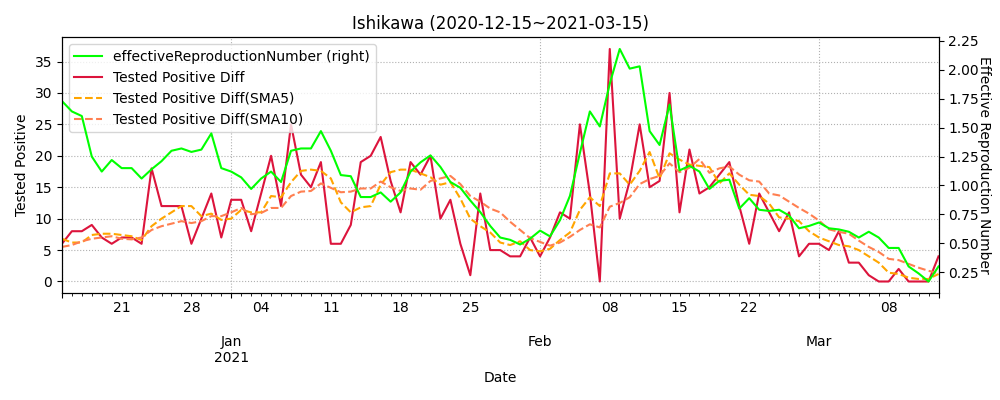 Ishikawa (2020-12-15~2021-03-15)
effectiveReproductionNumber (right)
Tested Positive Diff
Tested Positive Diff(SMA5)
Tested Positive Diff(SMA10)
Tested Positive
35
30
25
20
15
10
5
0
2.25
2.00
1.75
1.50
1.25
1.00
0.75
0.50
0.25
Effective Reproduction Number
21 28 04 11 18 25 08 15 22 08
Jan Feb Mar
2021
Date